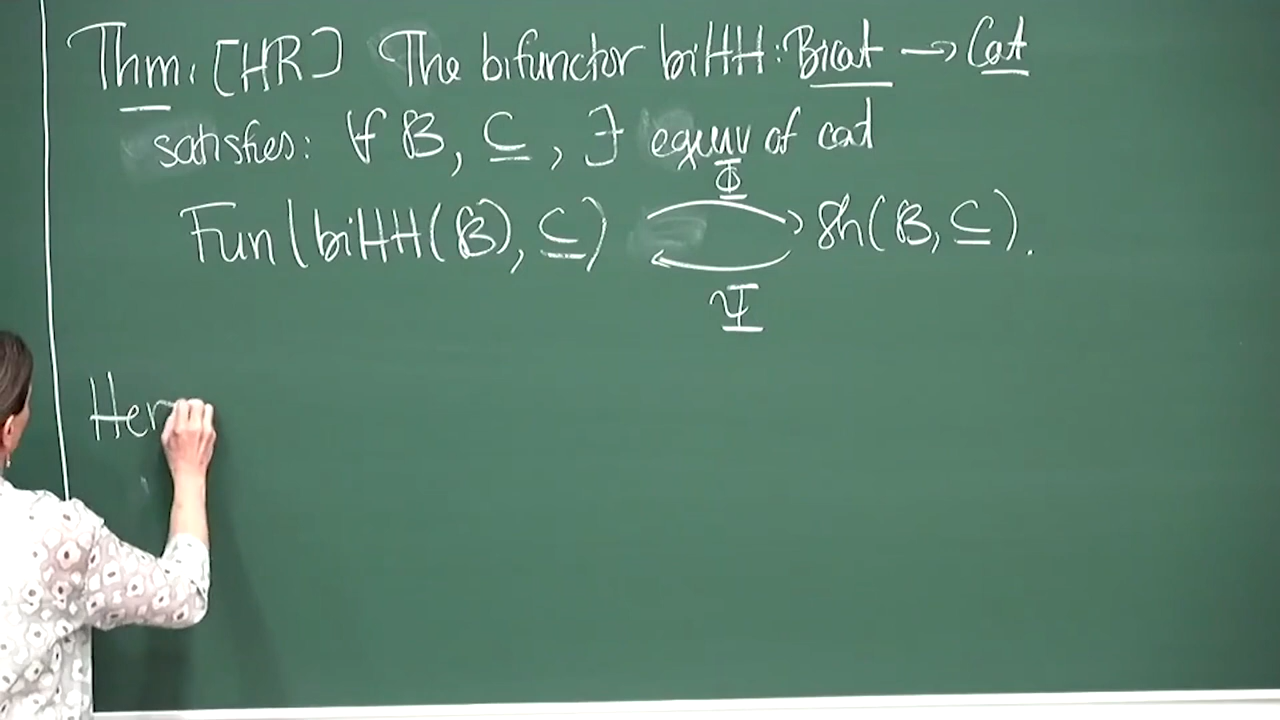 Thm: [HR] The bifunctor biHH: Bicat → Cat
satisfies: ∀ B, C, ∃ equiv of cat
Φ
Fun(biHH(B), C) ⇄ Sh(B, C).
Ψ
Her